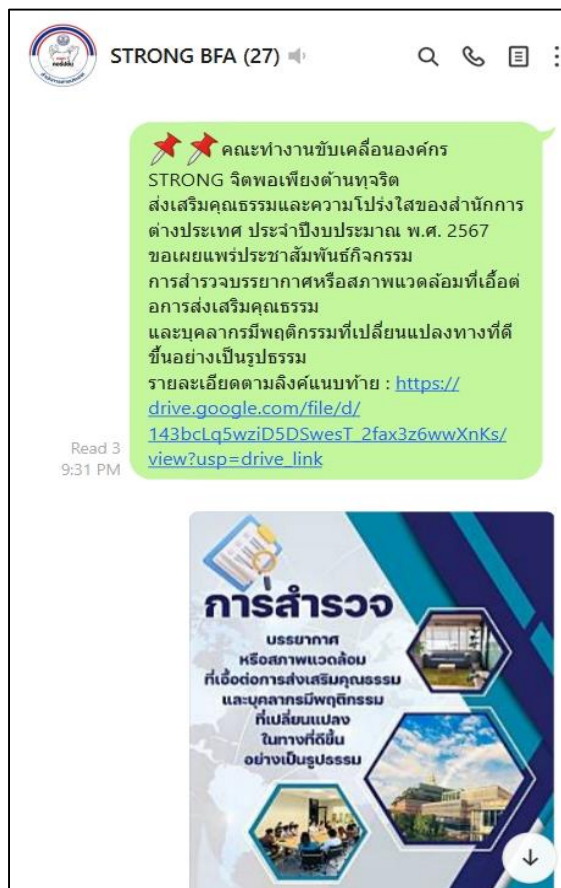 STRONG BFA (27)
คณะทำงานขับเคลื่อนองค์กร
STRONG จิตพอเพียงต้านทุจริต
ส่งเสริมคุณธรรมและความโปร่งใสของสำนักการ
ต่างประเทศ ประจำปีงบประมาณ พ.ศ. 2567
ขอเผยแพร่ประชาสัมพันธ์กิจกรรม
การสำรวจบรรยากาศหรือสภาพแวดล้อมที่เอื้อต่
อการส่งเสริมคุณธรรม
และบุคลากรมีพฤติกรรมที่เปลี่ยนแปลงทางที่ดี
ขึ้นอย่างเป็นรูปธรรม
รายละเอียดตามลิงค์แนบท้าย : https://
drive.google.com/file/d/
143bcLq5wziD5DSwesT_2fax3z6wwXnKs/
view?usp=drive_link
Read 3
9:31 PM
การสำรวจ
บรรยากาศ
หรือสภาพแวดล้อม
ที่เอื้อต่อการส่งเสริมคุณธรรม
และบุคลากรมีพฤติกรรม
ที่เปลี่ยนแปลง
ในทางที่ดีขึ้น
อย่างเป็นรูปธรรม